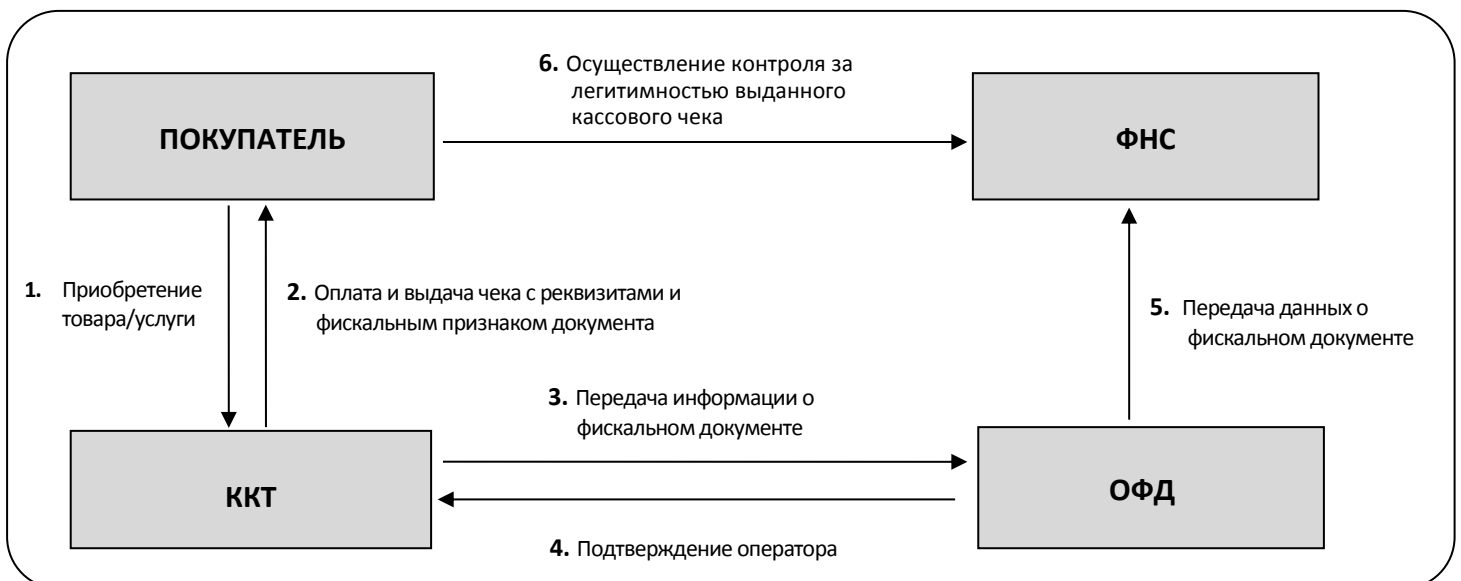 6. Осуществление контроля за
легитимностью выданного
кассового чека
ПОКУПАТЕЛЬ
ФНС
1. Приобретение
товара/услуги
2. Оплата и выдача чека с реквизитами и
фискальным признаком документа
5. Передача данных о
фискальном документе
3. Передача информации о
фискальном документе
ККТ
ОФД
4. Подтверждение оператора